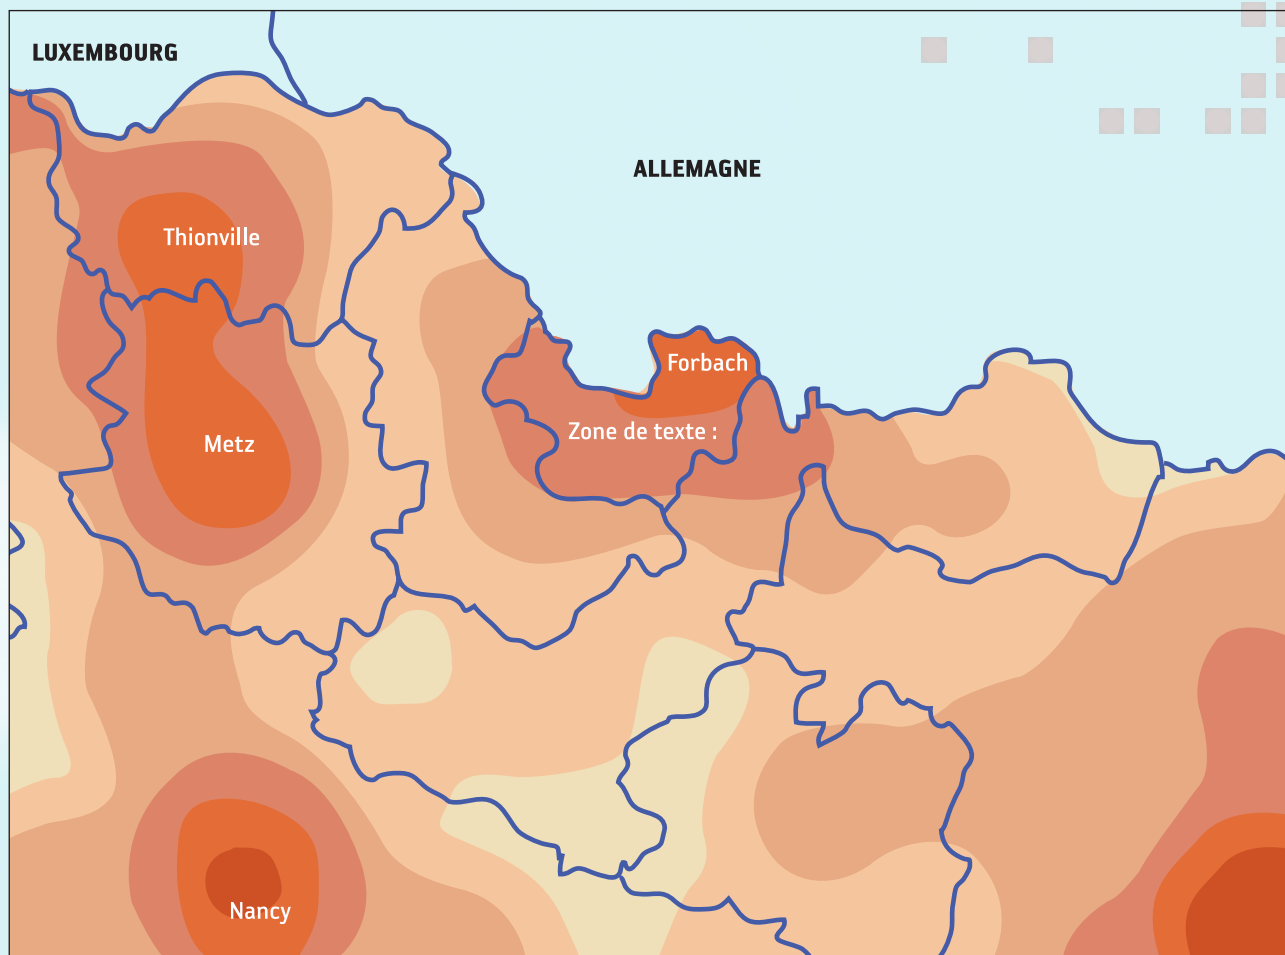 LUXEMBOURG
ALLEMAGNE
Thionville
Forbach
Zone de texte :
Metz
Nancy